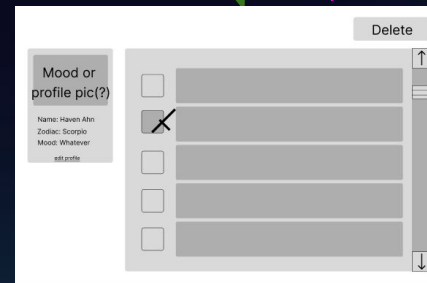 Delete
Mood or
profile pic(?)
Name: Haven Ahn
Zodiac: Scorpio
Mood: Whatever
edit profile